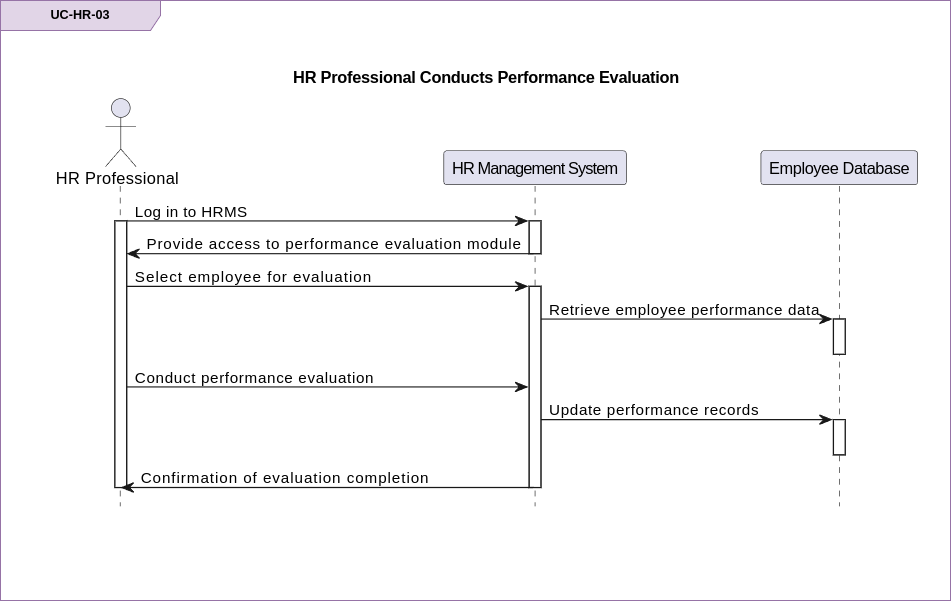 UC-HR-03
HR Professional Conducts Performance Evaluation
HR Professional
HR Management System
Employee Database
Log in to HRMS
Provide access to performance evaluation module
Select employee for evaluation
Retrieve employee performance data
Conduct performance evaluation
Update performance records
Confirmation of evaluation completion